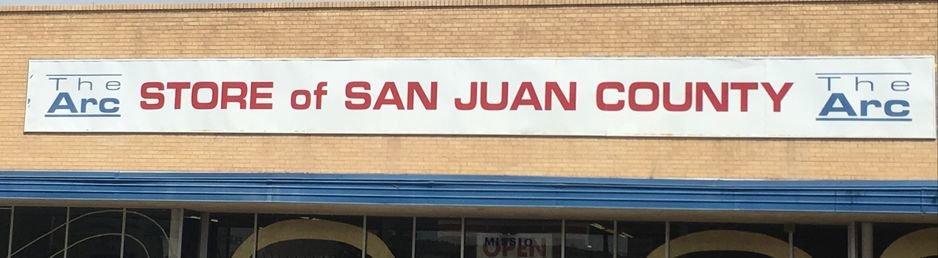 The Arc STORE of SAN JUAN COUNTY The Arc
OPEN